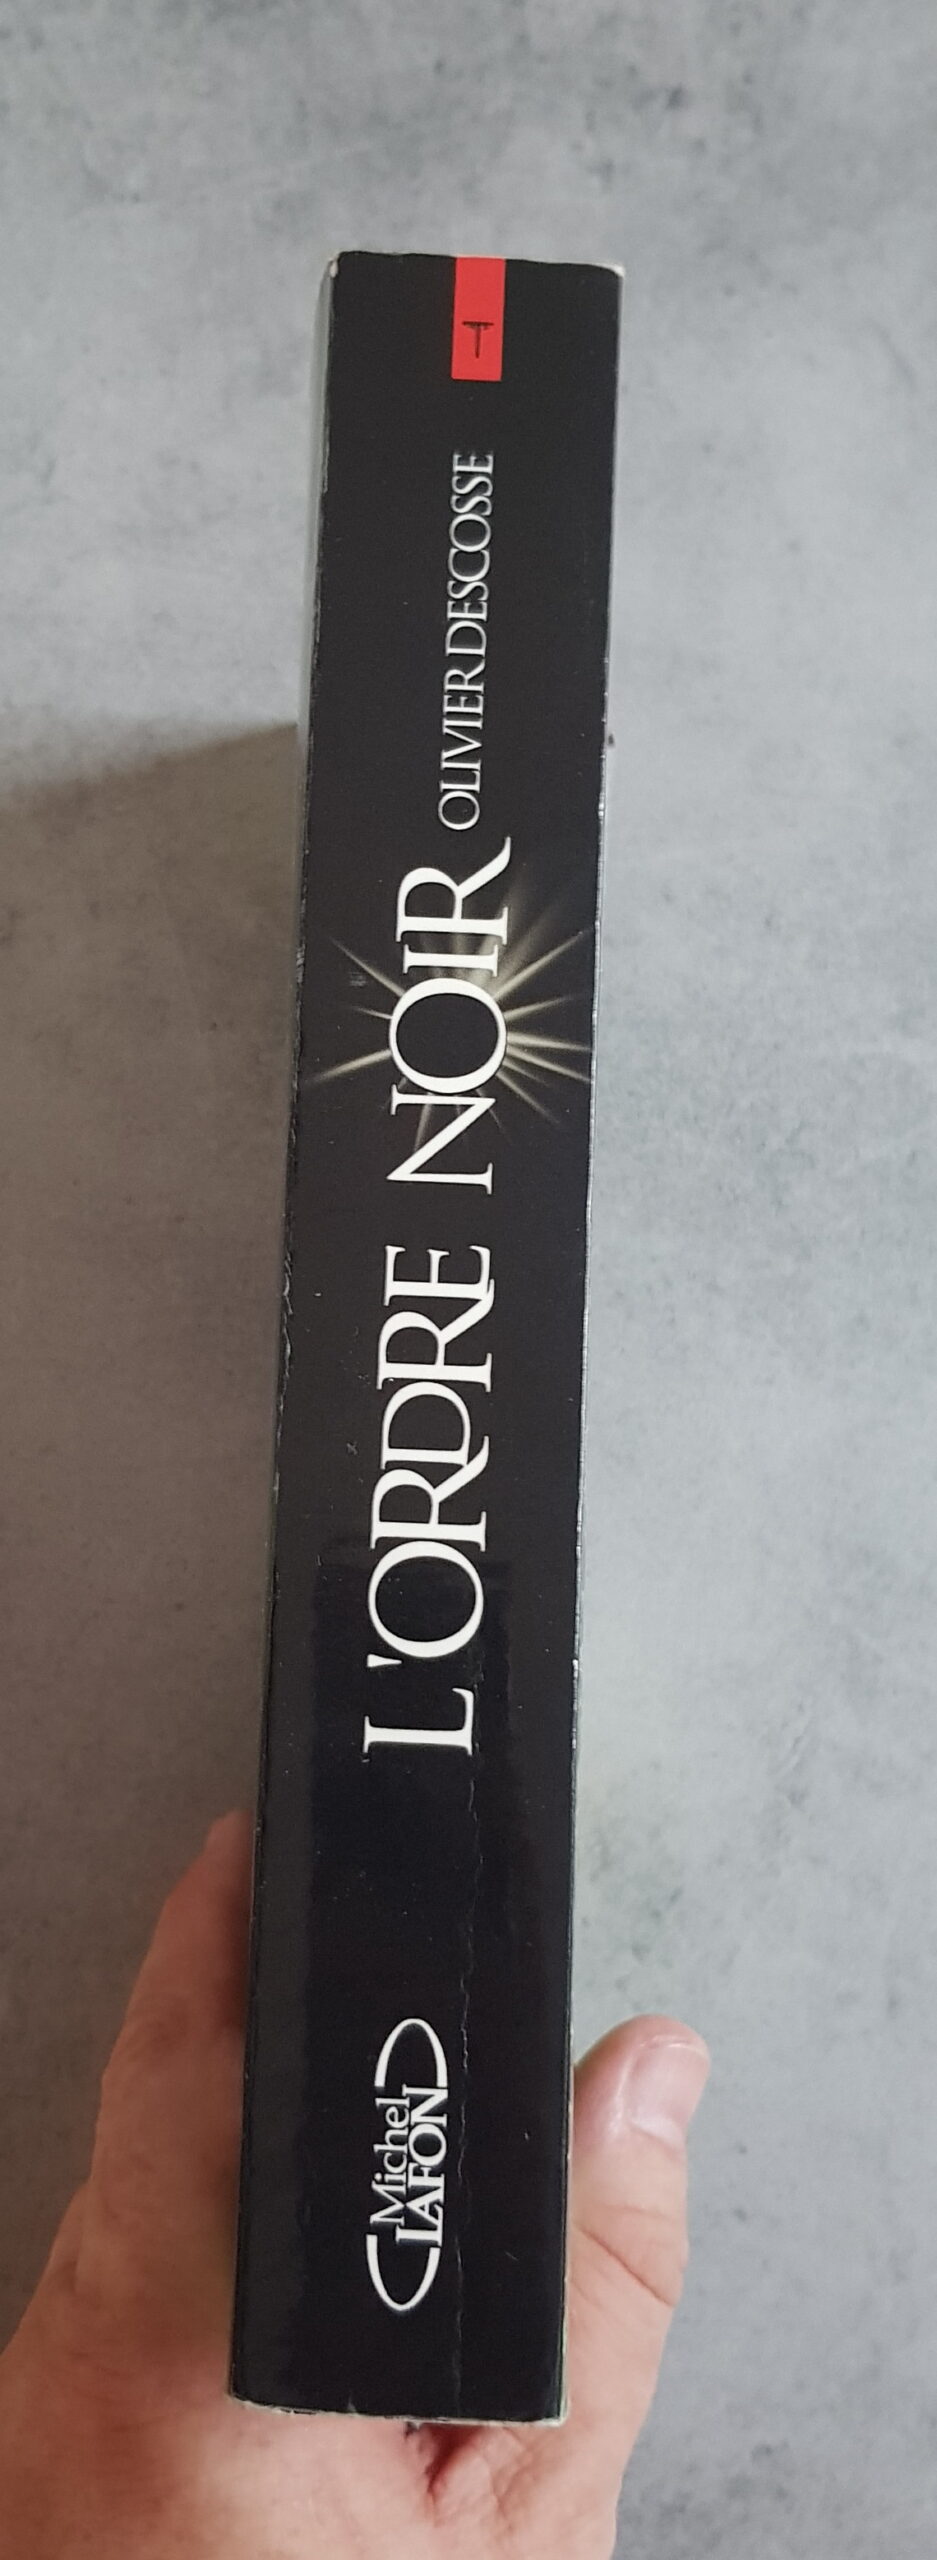 L'ORDRE NOIR
OLIVIER DESCOSSE
Michel
LAFON
T